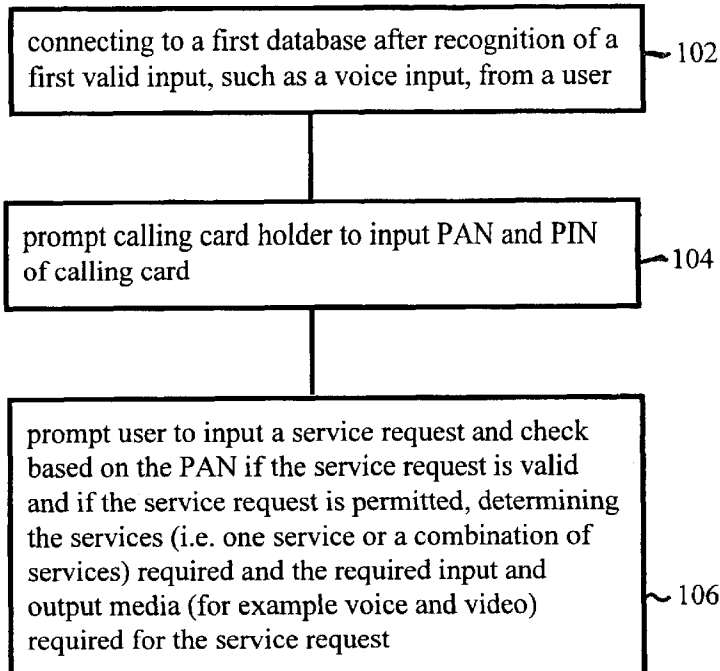 connecting to a first database after recognition of a
first valid input, such as a voice input, from a user
102
prompt calling card holder to input PAN and PIN
of calling card
104
prompt user to input a service request and check
based on the PAN if the service request is valid
and if the service request is permitted, determining
the services (i.e. one service or a combination of
services) required and the required input and
output media (for example voice and video)
required for the service request
106